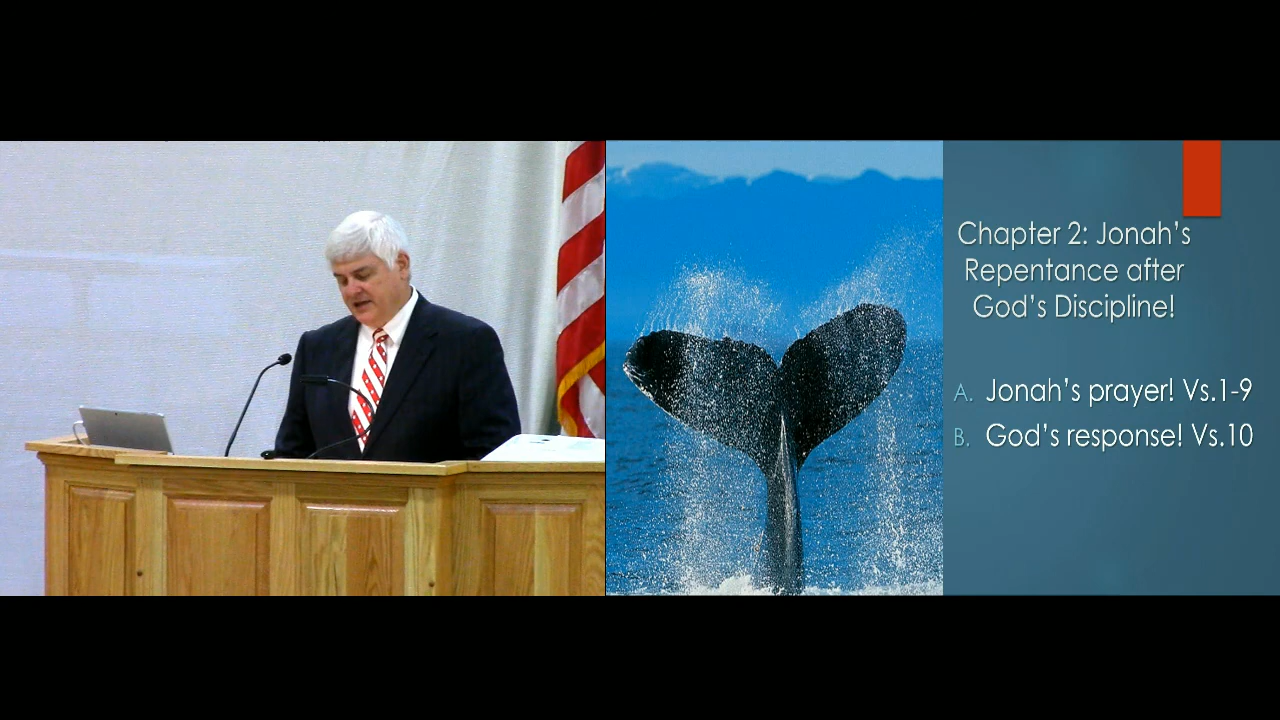 Chapter 2: Jonah's
Repentance after
God's Discipline!
A. Jonah's prayer! Vs.1-9
B. God's response! Vs.10